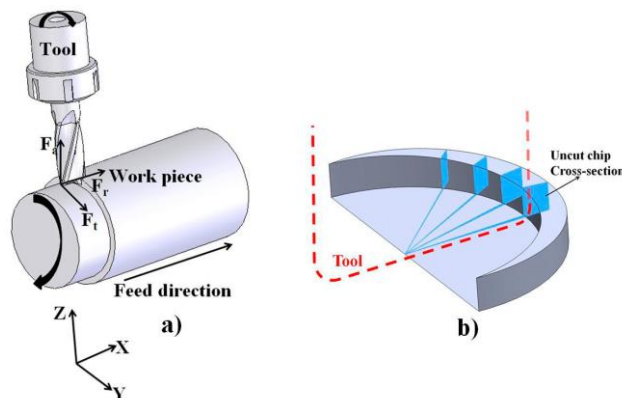 Tool
Fa
Work piece
Fr
Ft
Feed direction
Z
X
Y
a)
Uncut chip
Cross-section
Tool
b)